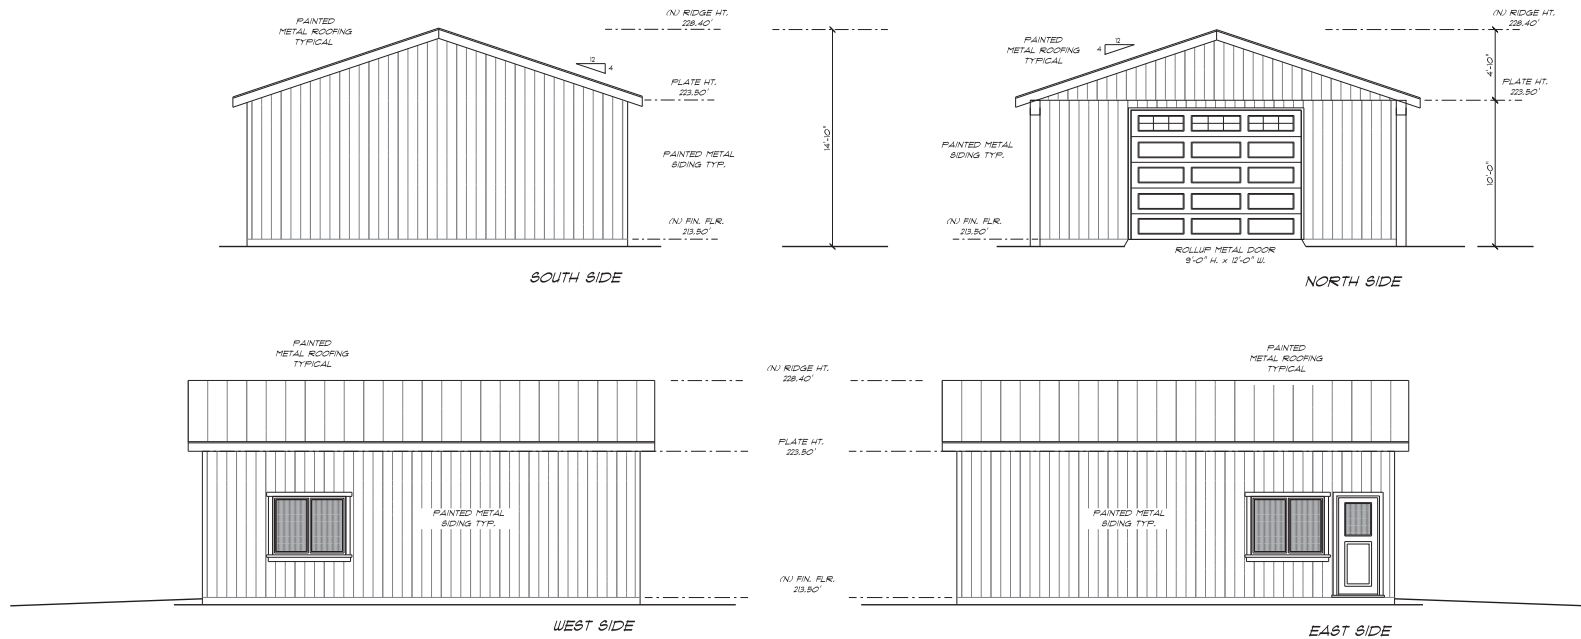 PAINTED
METAL ROOFING
TYPICAL
(N) RIDGE HT.
228.40'
12
4
PLATE HT.
223.50'
PAINTED METAL
SIDING TYP.
(N) FIN. FLR.
213.50'
14'-10"
SOUTH SIDE
PAINTED
METAL ROOFING
TYPICAL
12
4
(N) RIDGE HT.
228.40'
4'-10"
PLATE HT.
223.50'
PAINTED METAL
SIDING TYP.
10'-0"
(N) FIN. FLR.
213.50'
ROLLUP METAL DOOR
9'-0" H. x 12'-0" W.
NORTH SIDE
PAINTED
METAL ROOFING
TYPICAL
(N) RIDGE HT.
228.40'
PLATE HT.
223.50'
PAINTED METAL
SIDING TYP.
(N) FIN. FLR.
213.50'
WEST SIDE
PAINTED
METAL ROOFING
TYPICAL
PAINTED METAL
SIDING TYP.
EAST SIDE